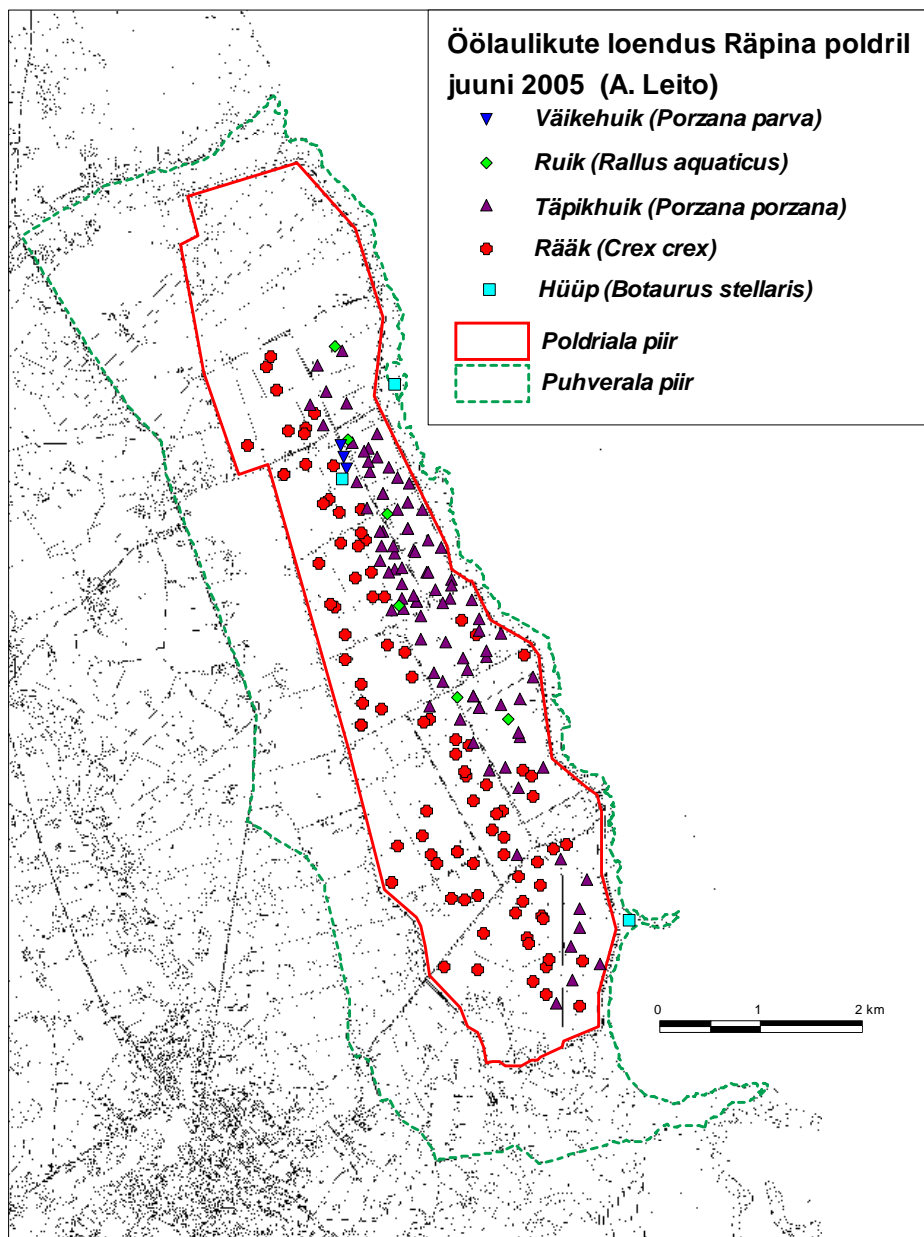 Öölaulikute loendus Räpina poldril
juuni 2005 (A. Leito)
Väikehuik (Porzana parva)
Ruik (Rallus aquaticus)
Täpikhuik (Porzana porzana)
Rääk (Crex crex)
Hüüp (Botaurus stellaris)
Poldriala piir
Puhverala piir
0 1 2 km